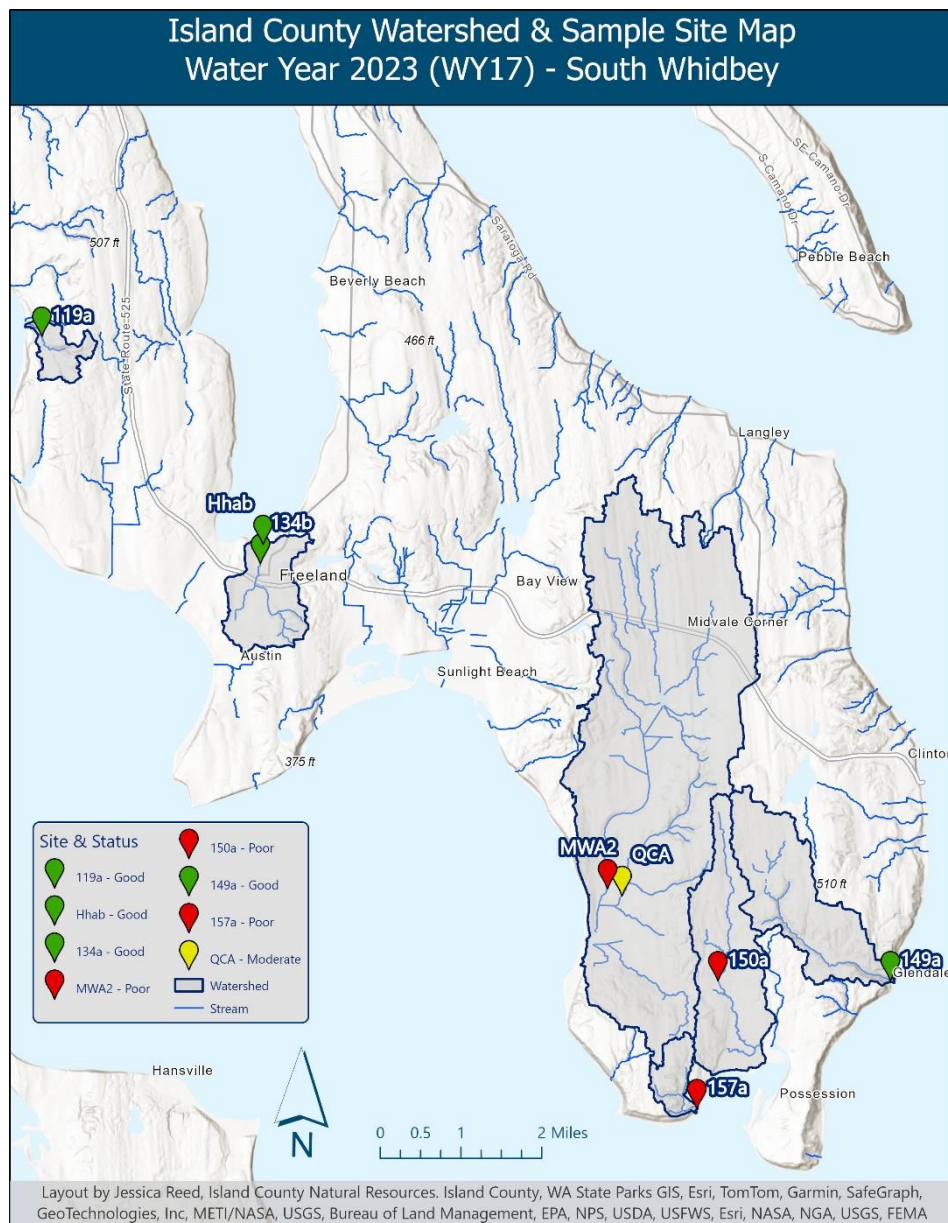 Island County Watershed & Sample Site Map
Water Year 2023 (WY17) - South Whidbey
SE Camano Dr
S Camano Dr
Saratoga Rd
507 ft
Pebble Beach
Beverly Beach
119a
State Route 525
466 ft
Langley
Hhab
134b
Freeland
Bay View
Midvale Corner
Austin
Sunlight Beach
375 ft
Clinton
MWA2
QCA
510 ft
150a
149a
Glendale
Site & Status
119a - Good
Hhab - Good
134a - Good
MWA2 - Poor
150a - Poor
149a - Good
157a - Poor
QCA - Moderate
Watershed
Stream
Hansville
157a
Possession
N
0 0.5 1 2 Miles
Layout by Jessica Reed, Island County Natural Resources. Island County, WA State Parks GIS, Esri, TomTom, Garmin, SafeGraph,
GeoTechnologies, Inc, METI/NASA, USGS, Bureau of Land Management, EPA, NPS, USDA, USFWS, Esri, NASA, NGA, USGS, FEMA